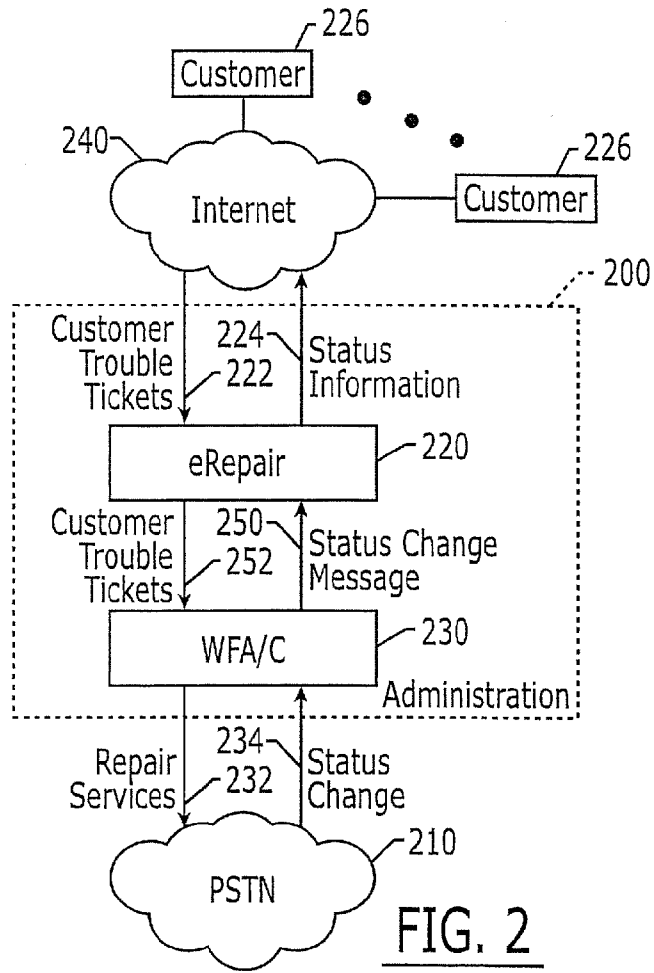 226
Customer
240
226
Internet
Customer
200
Customer
Trouble
Tickets
222
224
Status
Information
eRepair
220
Customer
Trouble
Tickets
252
250
Status Change
Message
WFA/C
230
Administration
Repair
Services
232
234
Status
Change
PSTN
210
FIG. 2